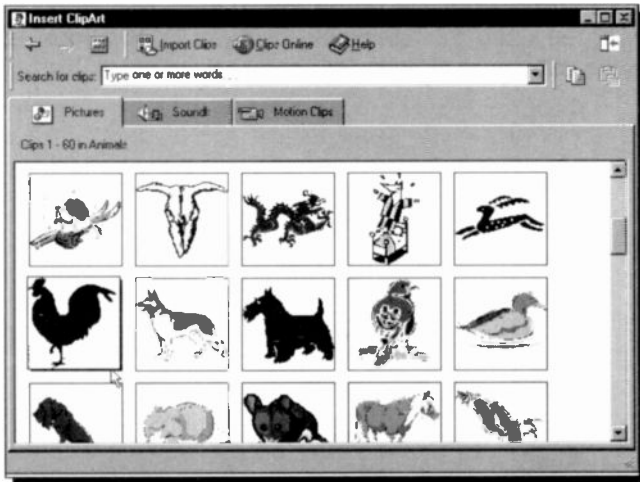 Insert ClipArt
Import Clips Clips Online Help
Search for clips: Type one or more words. . .
Pictures Sounds Motion Clips
Clips 1 - 60 in Animals